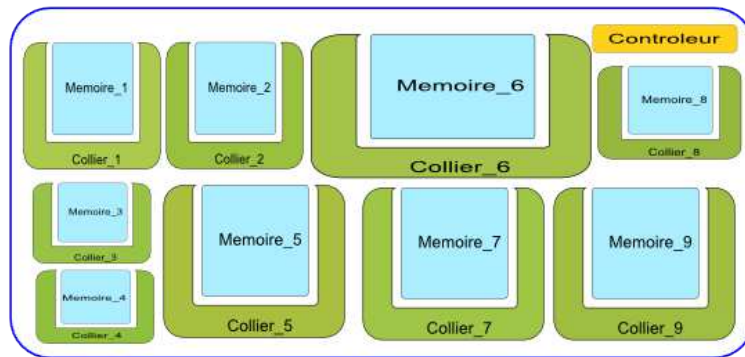 Controleur
Memoire_1
Collier_1
Memoire_2
Collier_2
Memoire_6
Collier_6
Memoire_8
Collier_8
Memoire_3
Collier_3
Memoire_4
Collier_4
Memoire_5
Collier_5
Memoire_7
Collier_7
Memoire_9
Collier_9